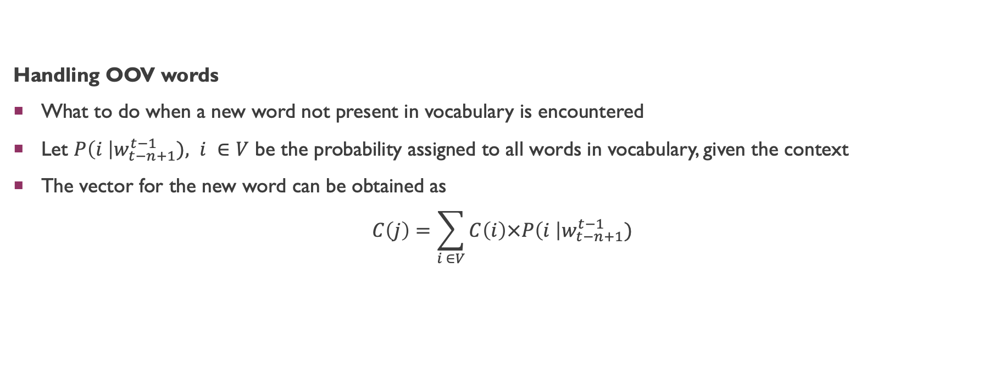 Handling OOV words
▪ What to do when a new word not present in vocabulary is encountered
▪ Let $P(i \mid w_{t-n+1}^{t-1}),\ i \in V$ be the probability assigned to all words in vocabulary, given the context
▪ The vector for the new word can be obtained as
$C(j) = \sum_{i \in V} C(i) \times P(i \mid w_{t-n+1}^{t-1})$